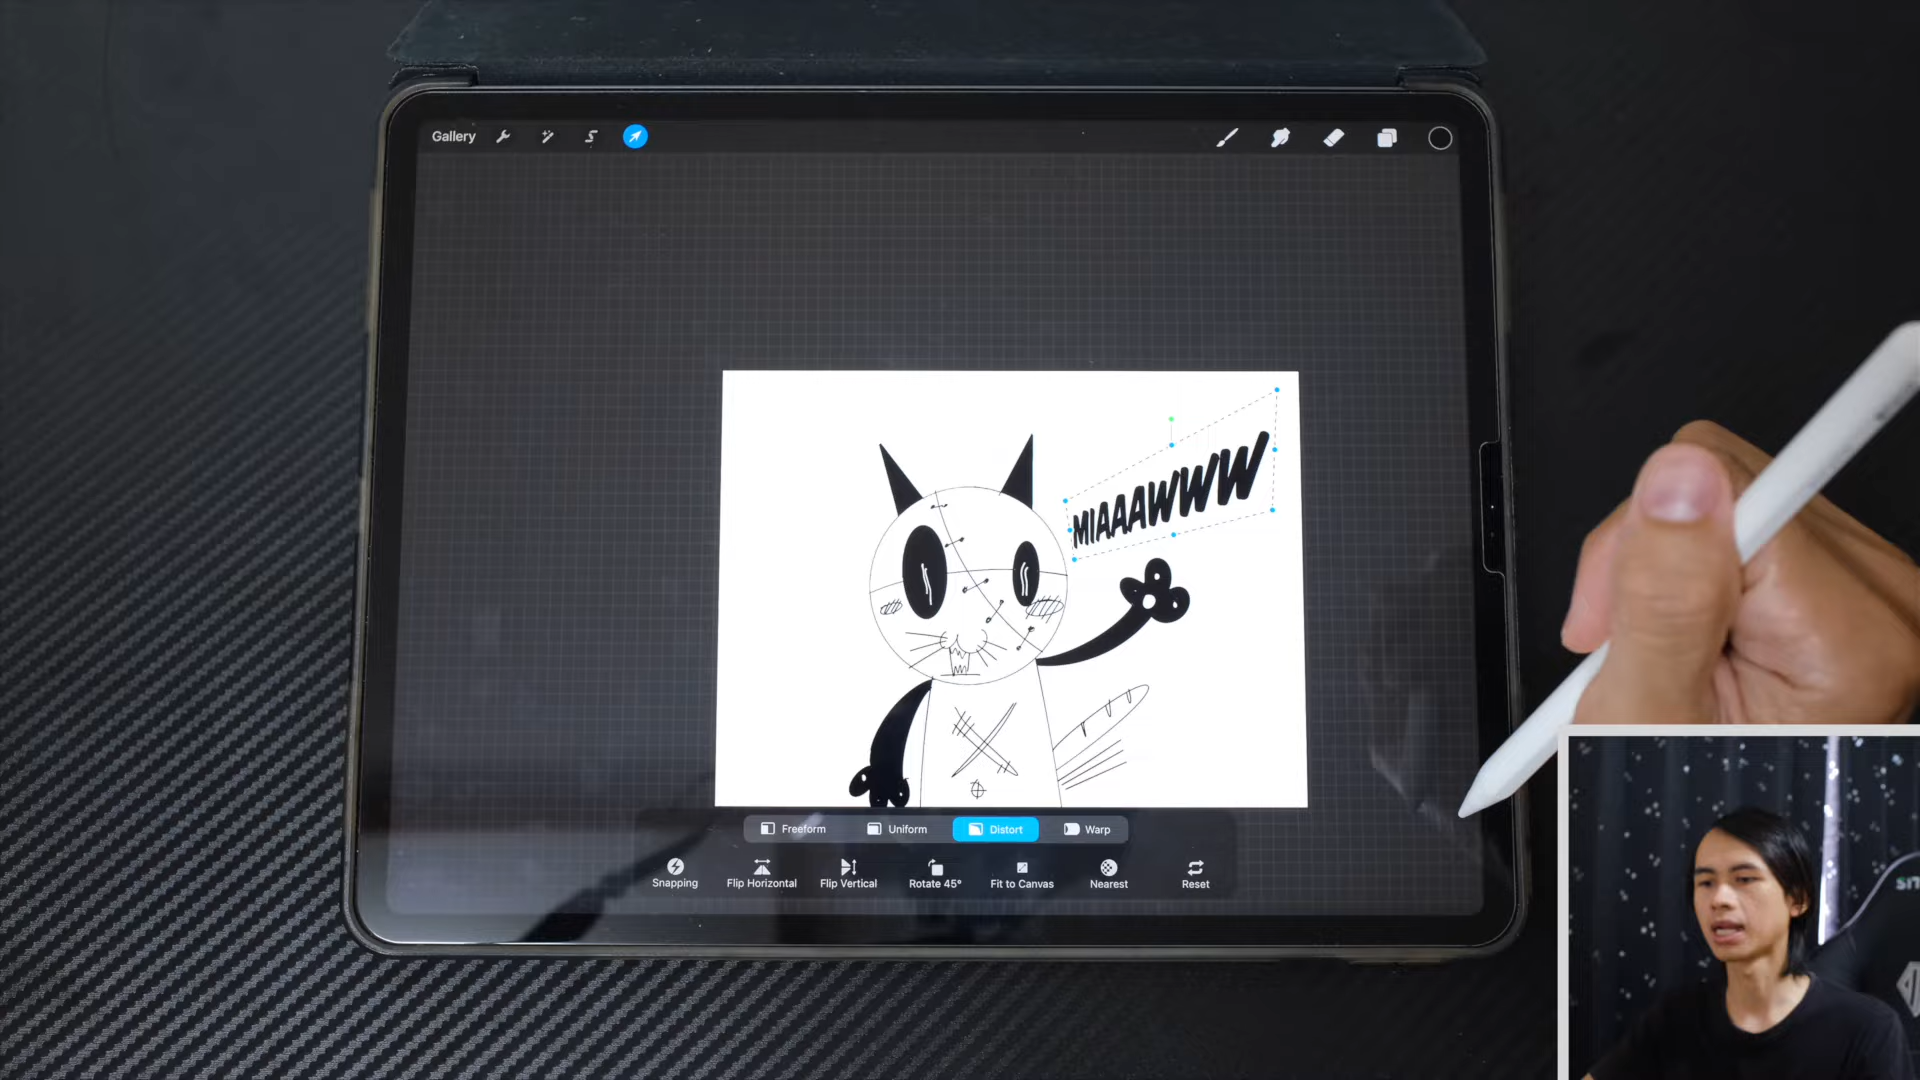 Gallery
MIAAAWWW
Freeform Uniform Distort Warp
Snapping Flip Horizontal Flip Vertical Rotate 45° Fit to Canvas Nearest Reset